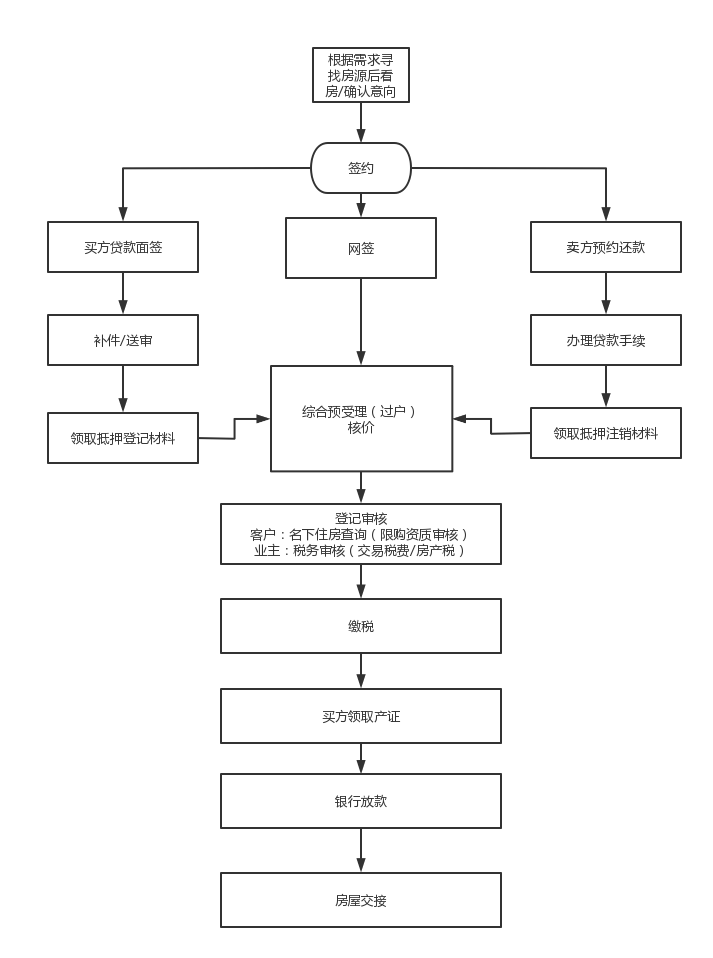 根据需求寻
找房源后看
房/确认意向
签约
买方贷款面签
网签
卖方预约还款
补件/送审
办理贷款手续
领取抵押登记材料
综合预受理（过户）
核价
领取抵押注销材料
登记审核
客户：名下住房查询（限购资质审核）
业主：税务审核（交易税费/房产税）
缴税
买方领取产证
银行放款
房屋交接